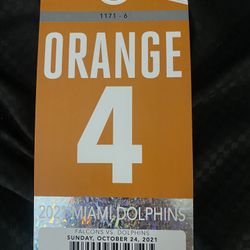 1171 - 6
ORANGE
4
2021 MIAMI DOLPHINS
FALCONS VS. DOLPHINS
SUNDAY, OCTOBER 24, 2021